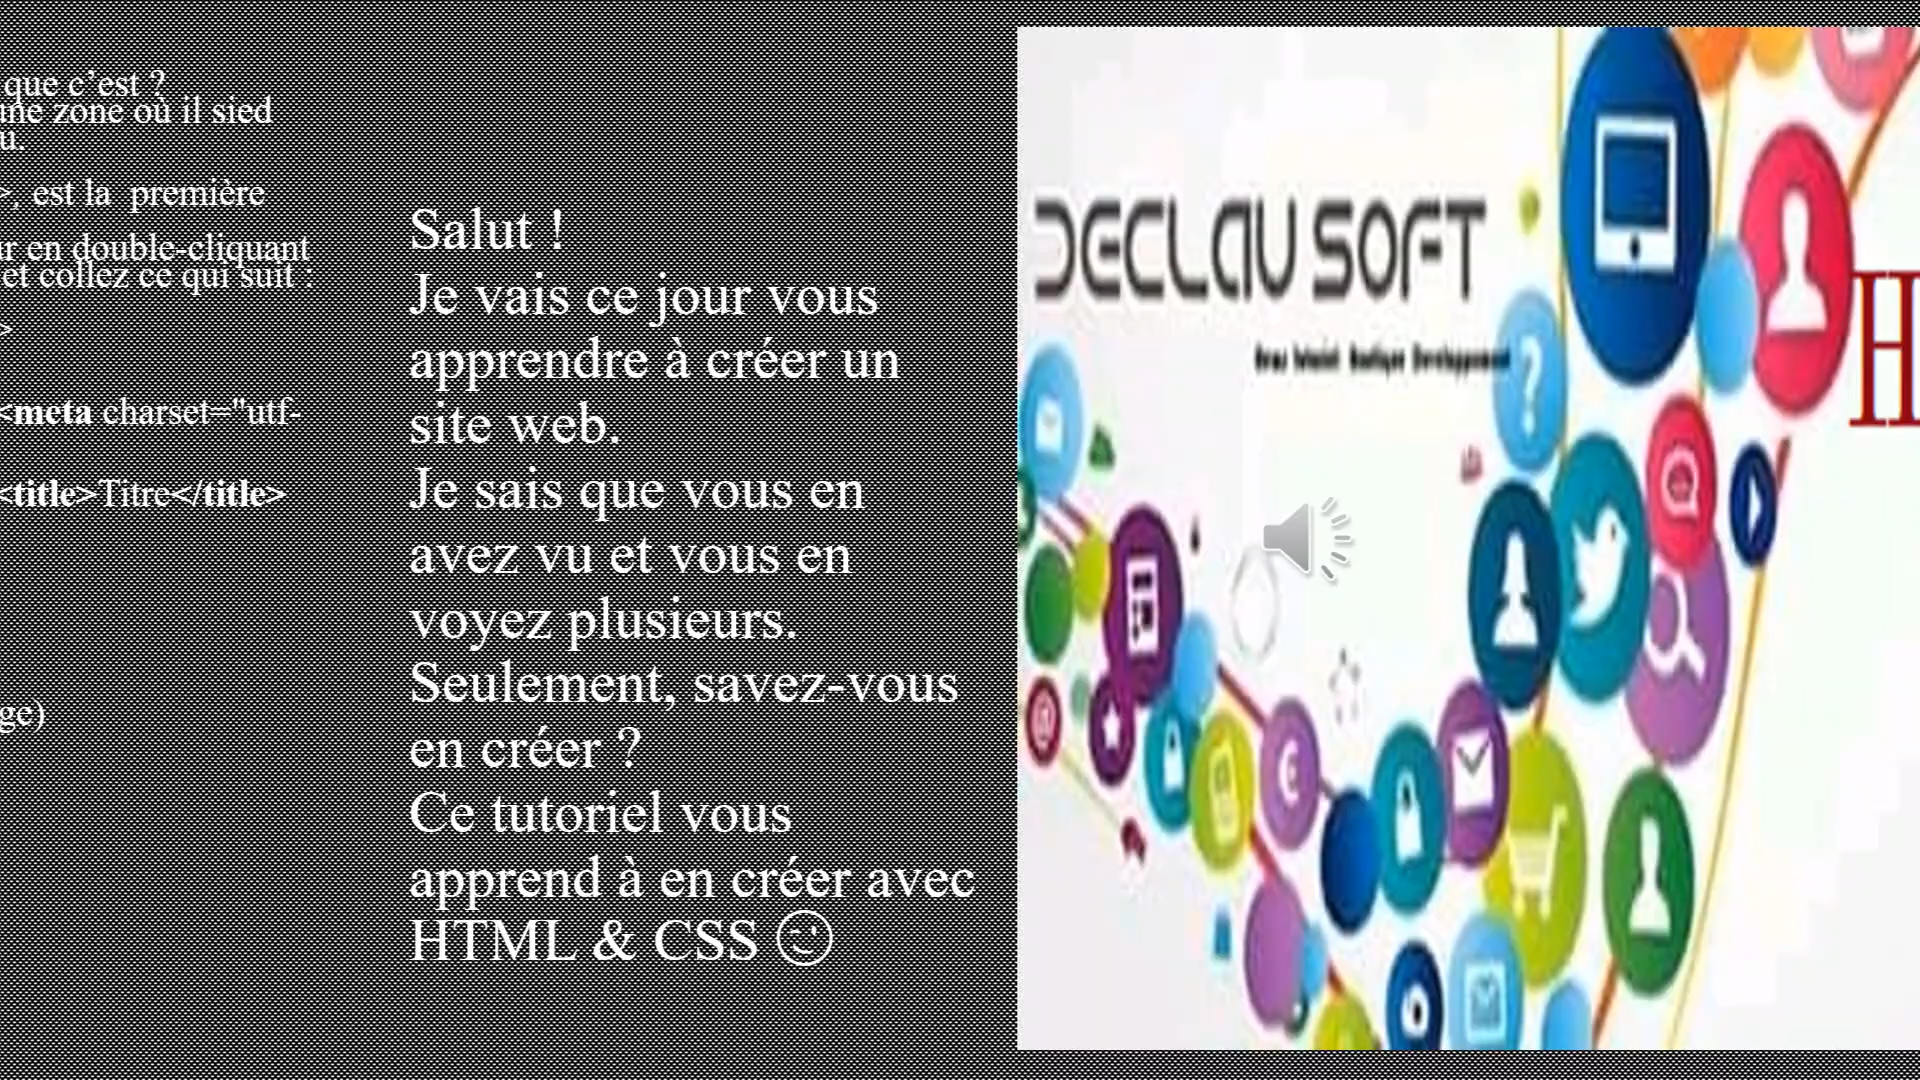 que c’est ?
une zone où il sied
u.
>, est la  première
ur en double-cliquant
et collez ce qui suit :
>
<meta charset="utf-
<title>Titre</title>
ge)
Salut !
Je vais ce jour vous
apprendre à créer un
site web.
Je sais que vous en
avez vu et vous en
voyez plusieurs.
Seulement, savez-vous
en créer ?
Ce tutoriel vous
apprend à en créer avec
HTML & CSS 😉
DECLAV SOFT
H